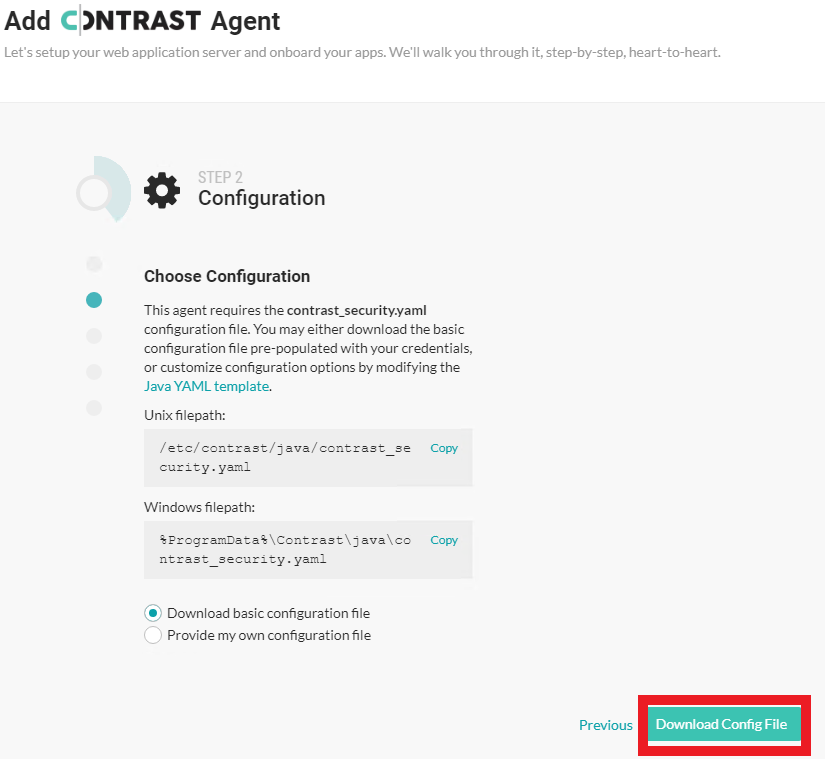 Add CONTRAST Agent
Let's setup your web application server and onboard your apps. We'll walk you through it, step-by-step, heart-to-heart.
STEP 2
Configuration
Choose Configuration
This agent requires the contrast_security.yaml
configuration file. You may either download the basic
configuration file pre-populated with your credentials,
or customize configuration options by modifying the
Java YAML template.
Unix filepath:
/etc/contrast/java/contrast_se
curity.yaml
Copy
Windows filepath:
%ProgramData%\Contrast\java\co
ntrast_security.yaml
Copy
Download basic configuration file
Provide my own configuration file
Previous
Download Config File